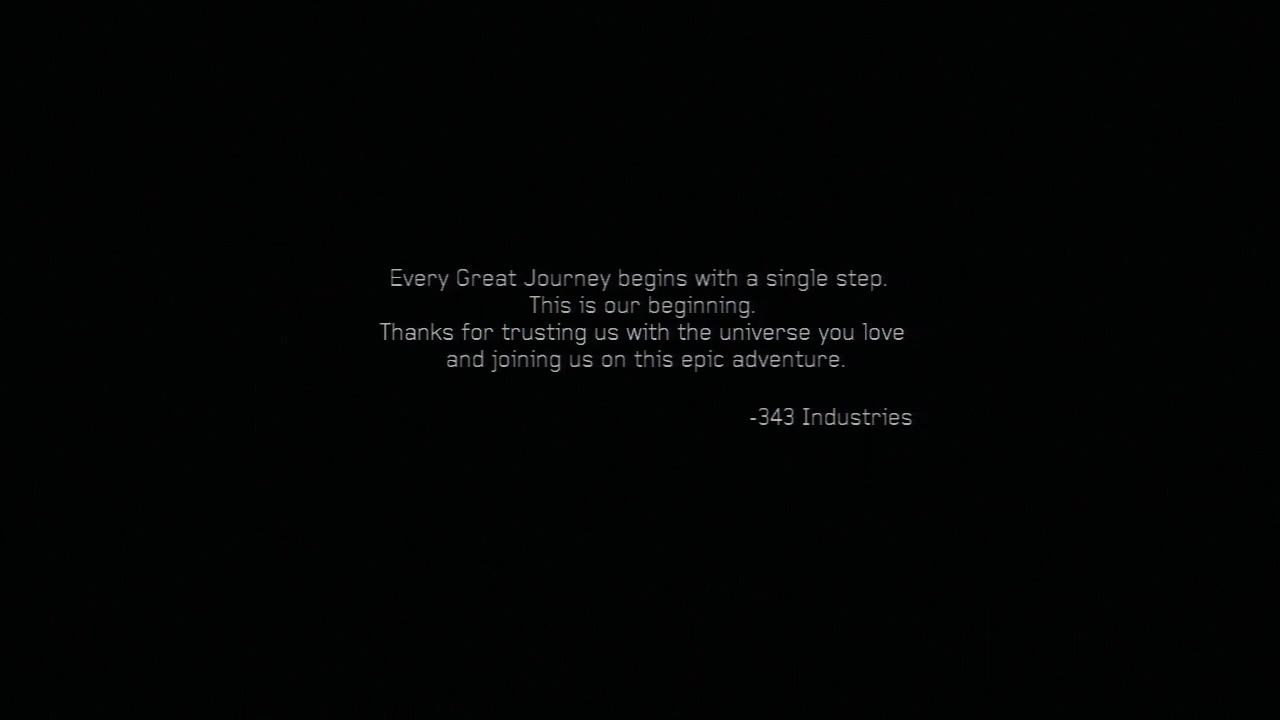 Every Great Journey begins with a single step.
This is our beginning.
Thanks for trusting us with the universe you love
and joining us on this epic adventure.
-343 Industries